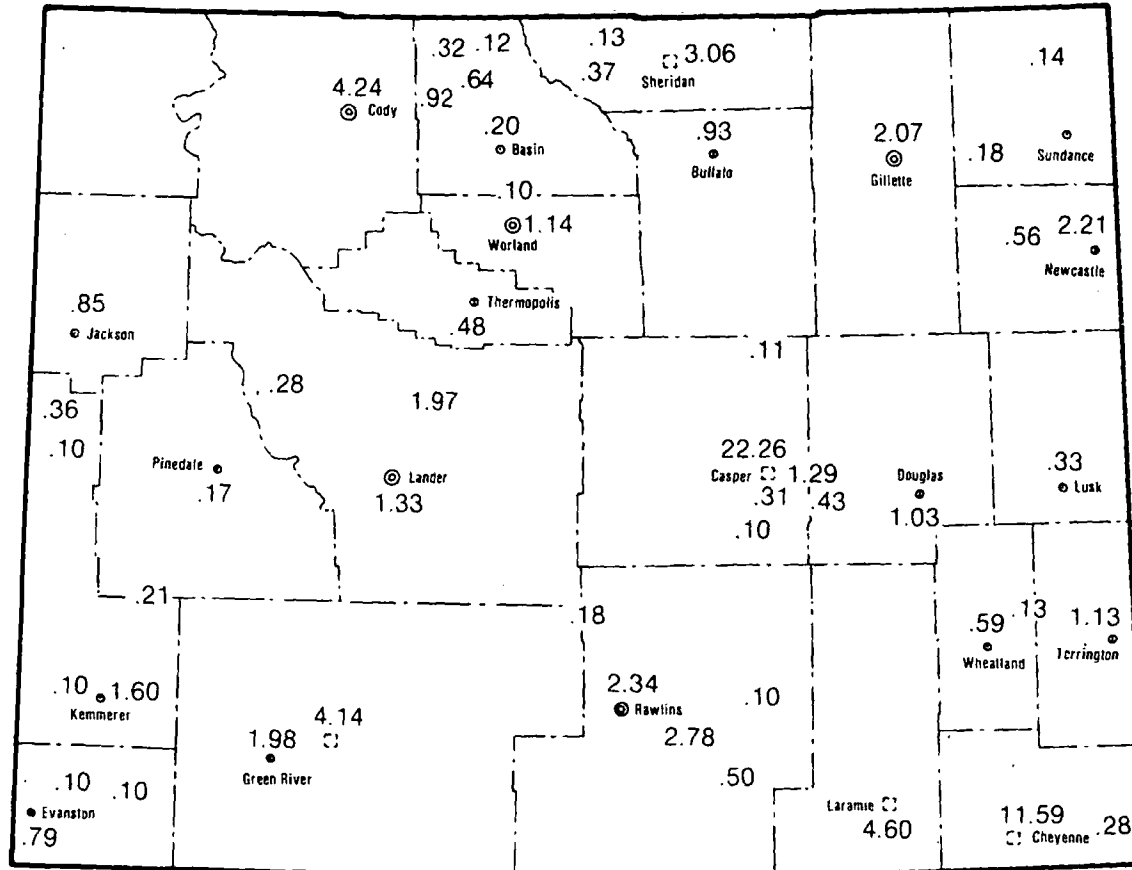 .32 .12 .13 3.06
.37 Sheridan
.14
4.24 .64
.92
Cody
.20 .93 2.07
Basin Buffalo Gillette
.18 Sundance
.10
1.14
Worland
.56 2.21
Newcastle
.85
Jackson
Thermopolis
.48
.11
.28 1.97
.36
.10
22.26
Pinedale Lander Casper 1.29 Douglas .33
Lusk
.17 1.33 .31 .43 1.03
.10
.21 .18 .13
.59 1.13
Wheatland Torrington
.10 1.60 2.34 .10
Kemmerer Rawlins
4.14
1.98 2.78
Green River
.10 .10 .50
Evanston Laramie 11.59 .28
.79 4.60 Cheyenne